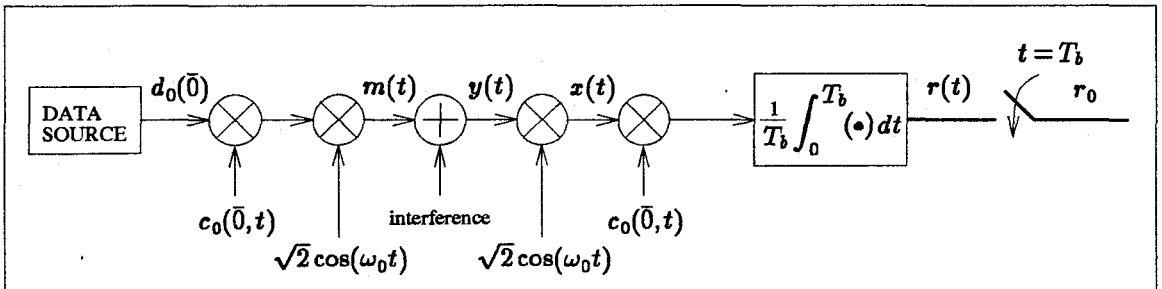 DATA
SOURCE
d₀(0̄)
m(t)
y(t)
x(t)
1/T_b ∫₀^{T_b} (•) dt
r(t)
t = T_b
r₀
c₀(0̄, t)
√2 cos(ω₀t)
interference
√2 cos(ω₀t)
c₀(0̄, t)